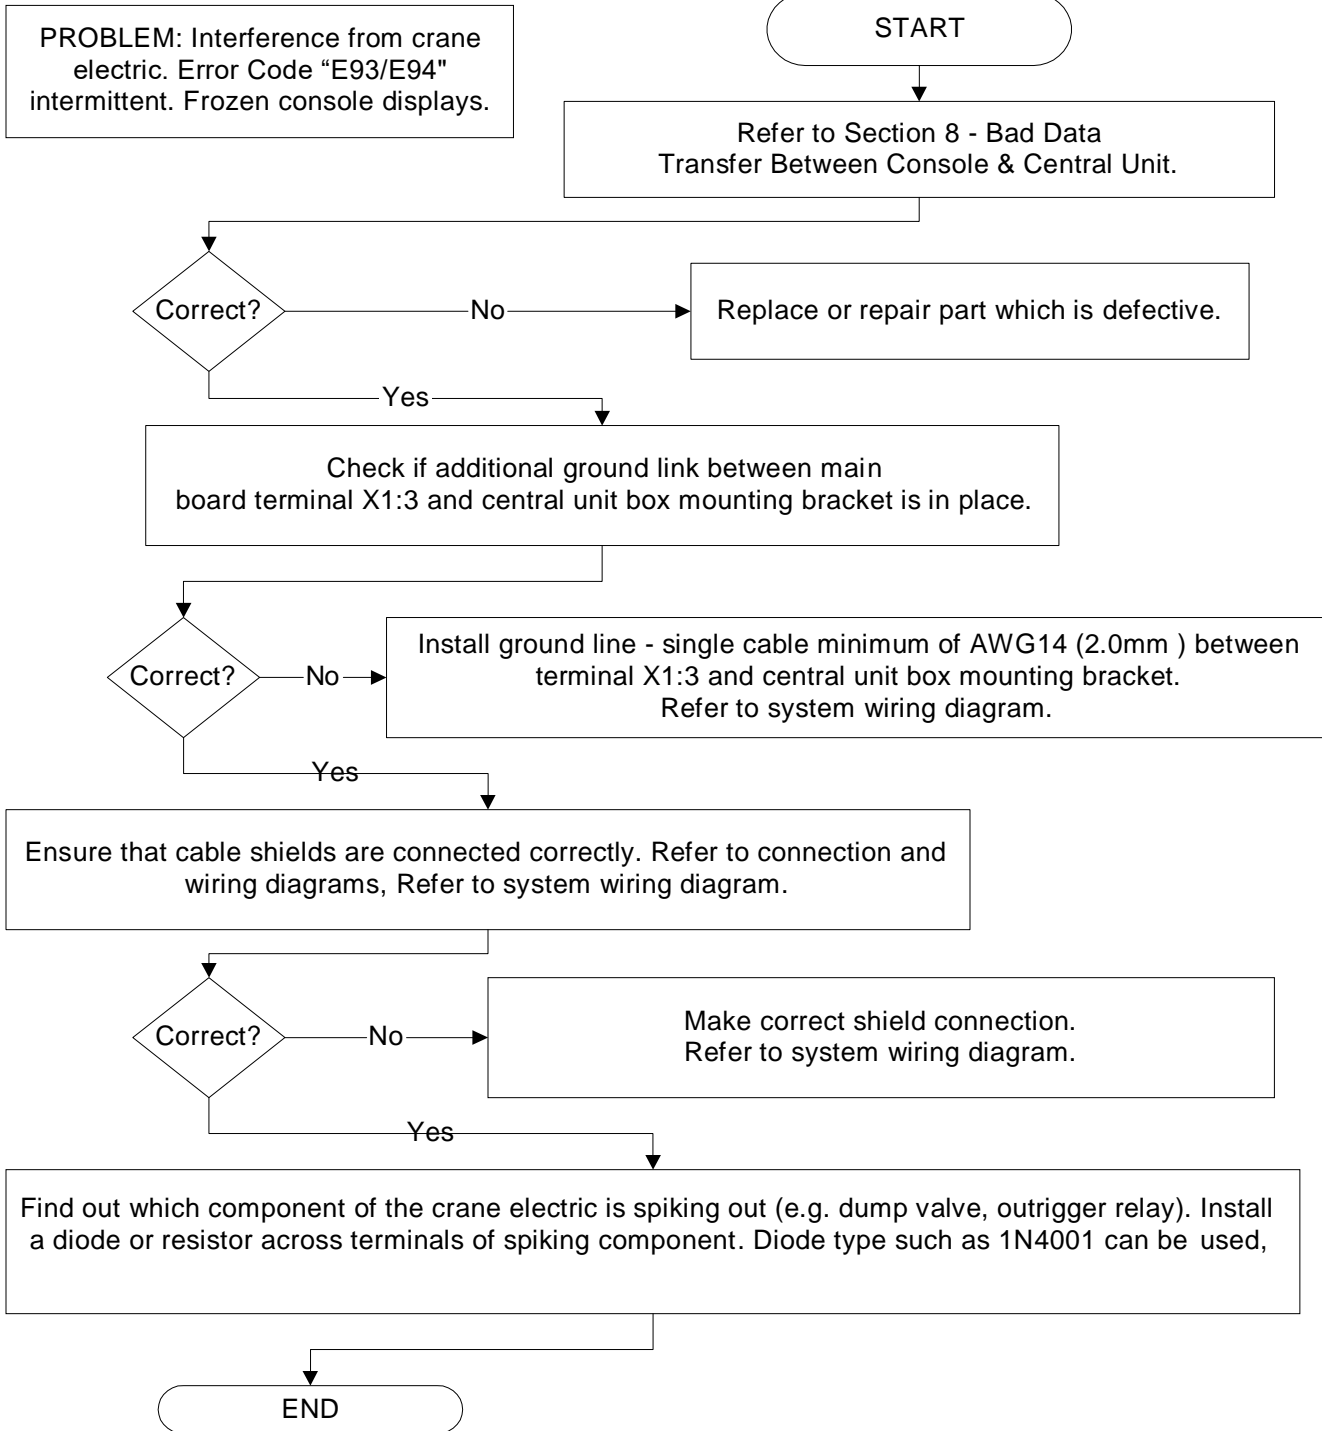 PROBLEM: Interference from crane
electric. Error Code “E93/E94"
intermittent. Frozen console displays.
START
Refer to Section 8 - Bad Data
Transfer Between Console & Central Unit.
Correct?
No
Replace or repair part which is defective.
Yes
Check if additional ground link between main
board terminal X1:3 and central unit box mounting bracket is in place.
Correct?
No
Install ground line - single cable minimum of AWG14 (2.0mm ) between
terminal X1:3 and central unit box mounting bracket.
Refer to system wiring diagram.
Yes
Ensure that cable shields are connected correctly. Refer to connection and
wiring diagrams, Refer to system wiring diagram.
Correct?
No
Make correct shield connection.
Refer to system wiring diagram.
Yes
Find out which component of the crane electric is spiking out (e.g. dump valve, outrigger relay). Install
a diode or resistor across terminals of spiking component. Diode type such as 1N4001 can be used,
END